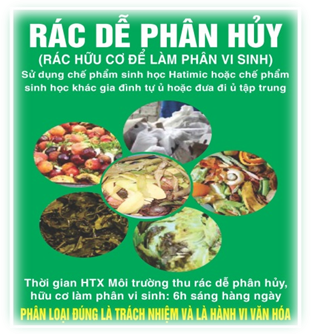 RÁC DỄ PHÂN HỦY
(RÁC HỮU CƠ ĐỂ LÀM PHÂN VI SINH)
Sử dụng chế phẩm sinh học Hatimic hoặc chế phẩm
sinh học khác gia đình tự ủ hoặc đưa đi ủ tập trung
Thời gian HTX Môi trường thu rác dễ phân hủy,
hữu cơ làm phân vi sinh: 6h sáng hàng ngày
PHÂN LOẠI ĐÚNG LÀ TRÁCH NHIỆM VÀ LÀ HÀNH VI VĂN HÓA